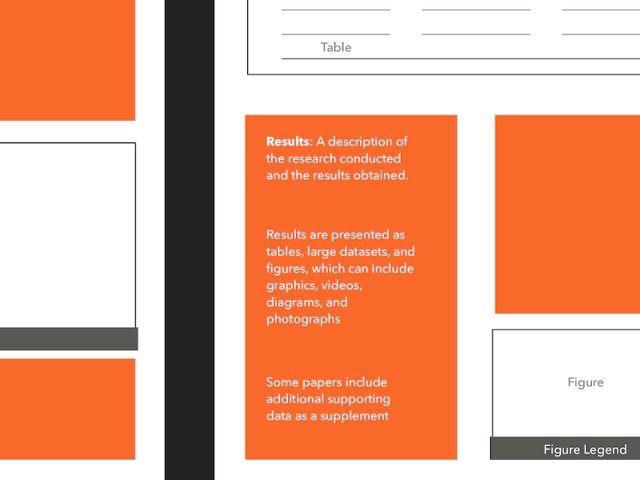 Table
Results: A description of
the research conducted
and the results obtained.
Results are presented as
tables, large datasets, and
figures, which can include
graphics, videos,
diagrams, and
photographs
Some papers include
additional supporting
data as a supplement
Figure
Figure Legend